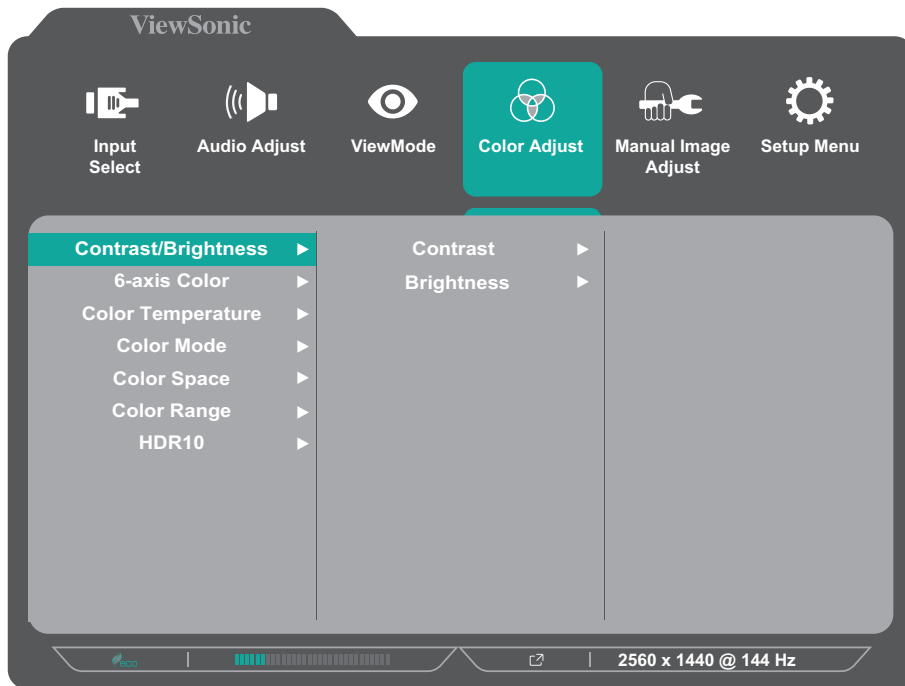 ViewSonic
Input Select
Audio Adjust
ViewMode
Color Adjust
Manual Image Adjust
Setup Menu
Contrast/Brightness
6-axis Color
Color Temperature
Color Mode
Color Space
Color Range
HDR10
Contrast
Brightness
eco
2560 x 1440 @ 144 Hz